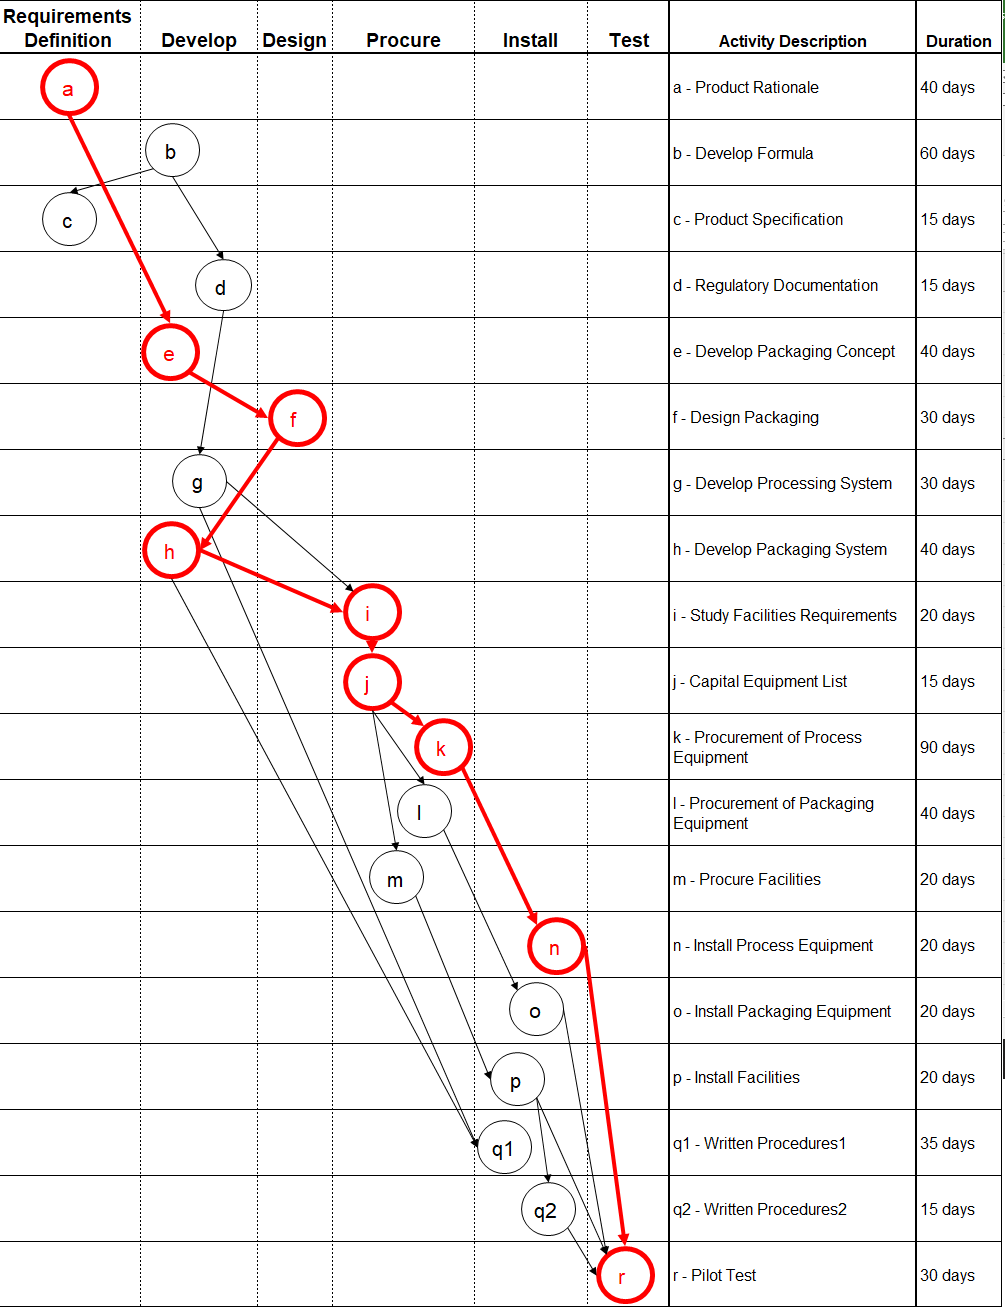 Requirements
Definition Develop Design Procure Install Test Activity Description Duration
a a - Product Rationale 40 days
b b - Develop Formula 60 days
c c - Product Specification 15 days
d d - Regulatory Documentation 15 days
e e - Develop Packaging Concept 40 days
f f - Design Packaging 30 days
g g - Develop Processing System 30 days
h h - Develop Packaging System 40 days
i i - Study Facilities Requirements 20 days
j j - Capital Equipment List 15 days
k k - Procurement of Process
Equipment 90 days
l l - Procurement of Packaging
Equipment 40 days
m m - Procure Facilities 20 days
n n - Install Process Equipment 20 days
o o - Install Packaging Equipment 20 days
p p - Install Facilities 20 days
q1 q1 - Written Procedures1 35 days
q2 q2 - Written Procedures2 15 days
r r - Pilot Test 30 days